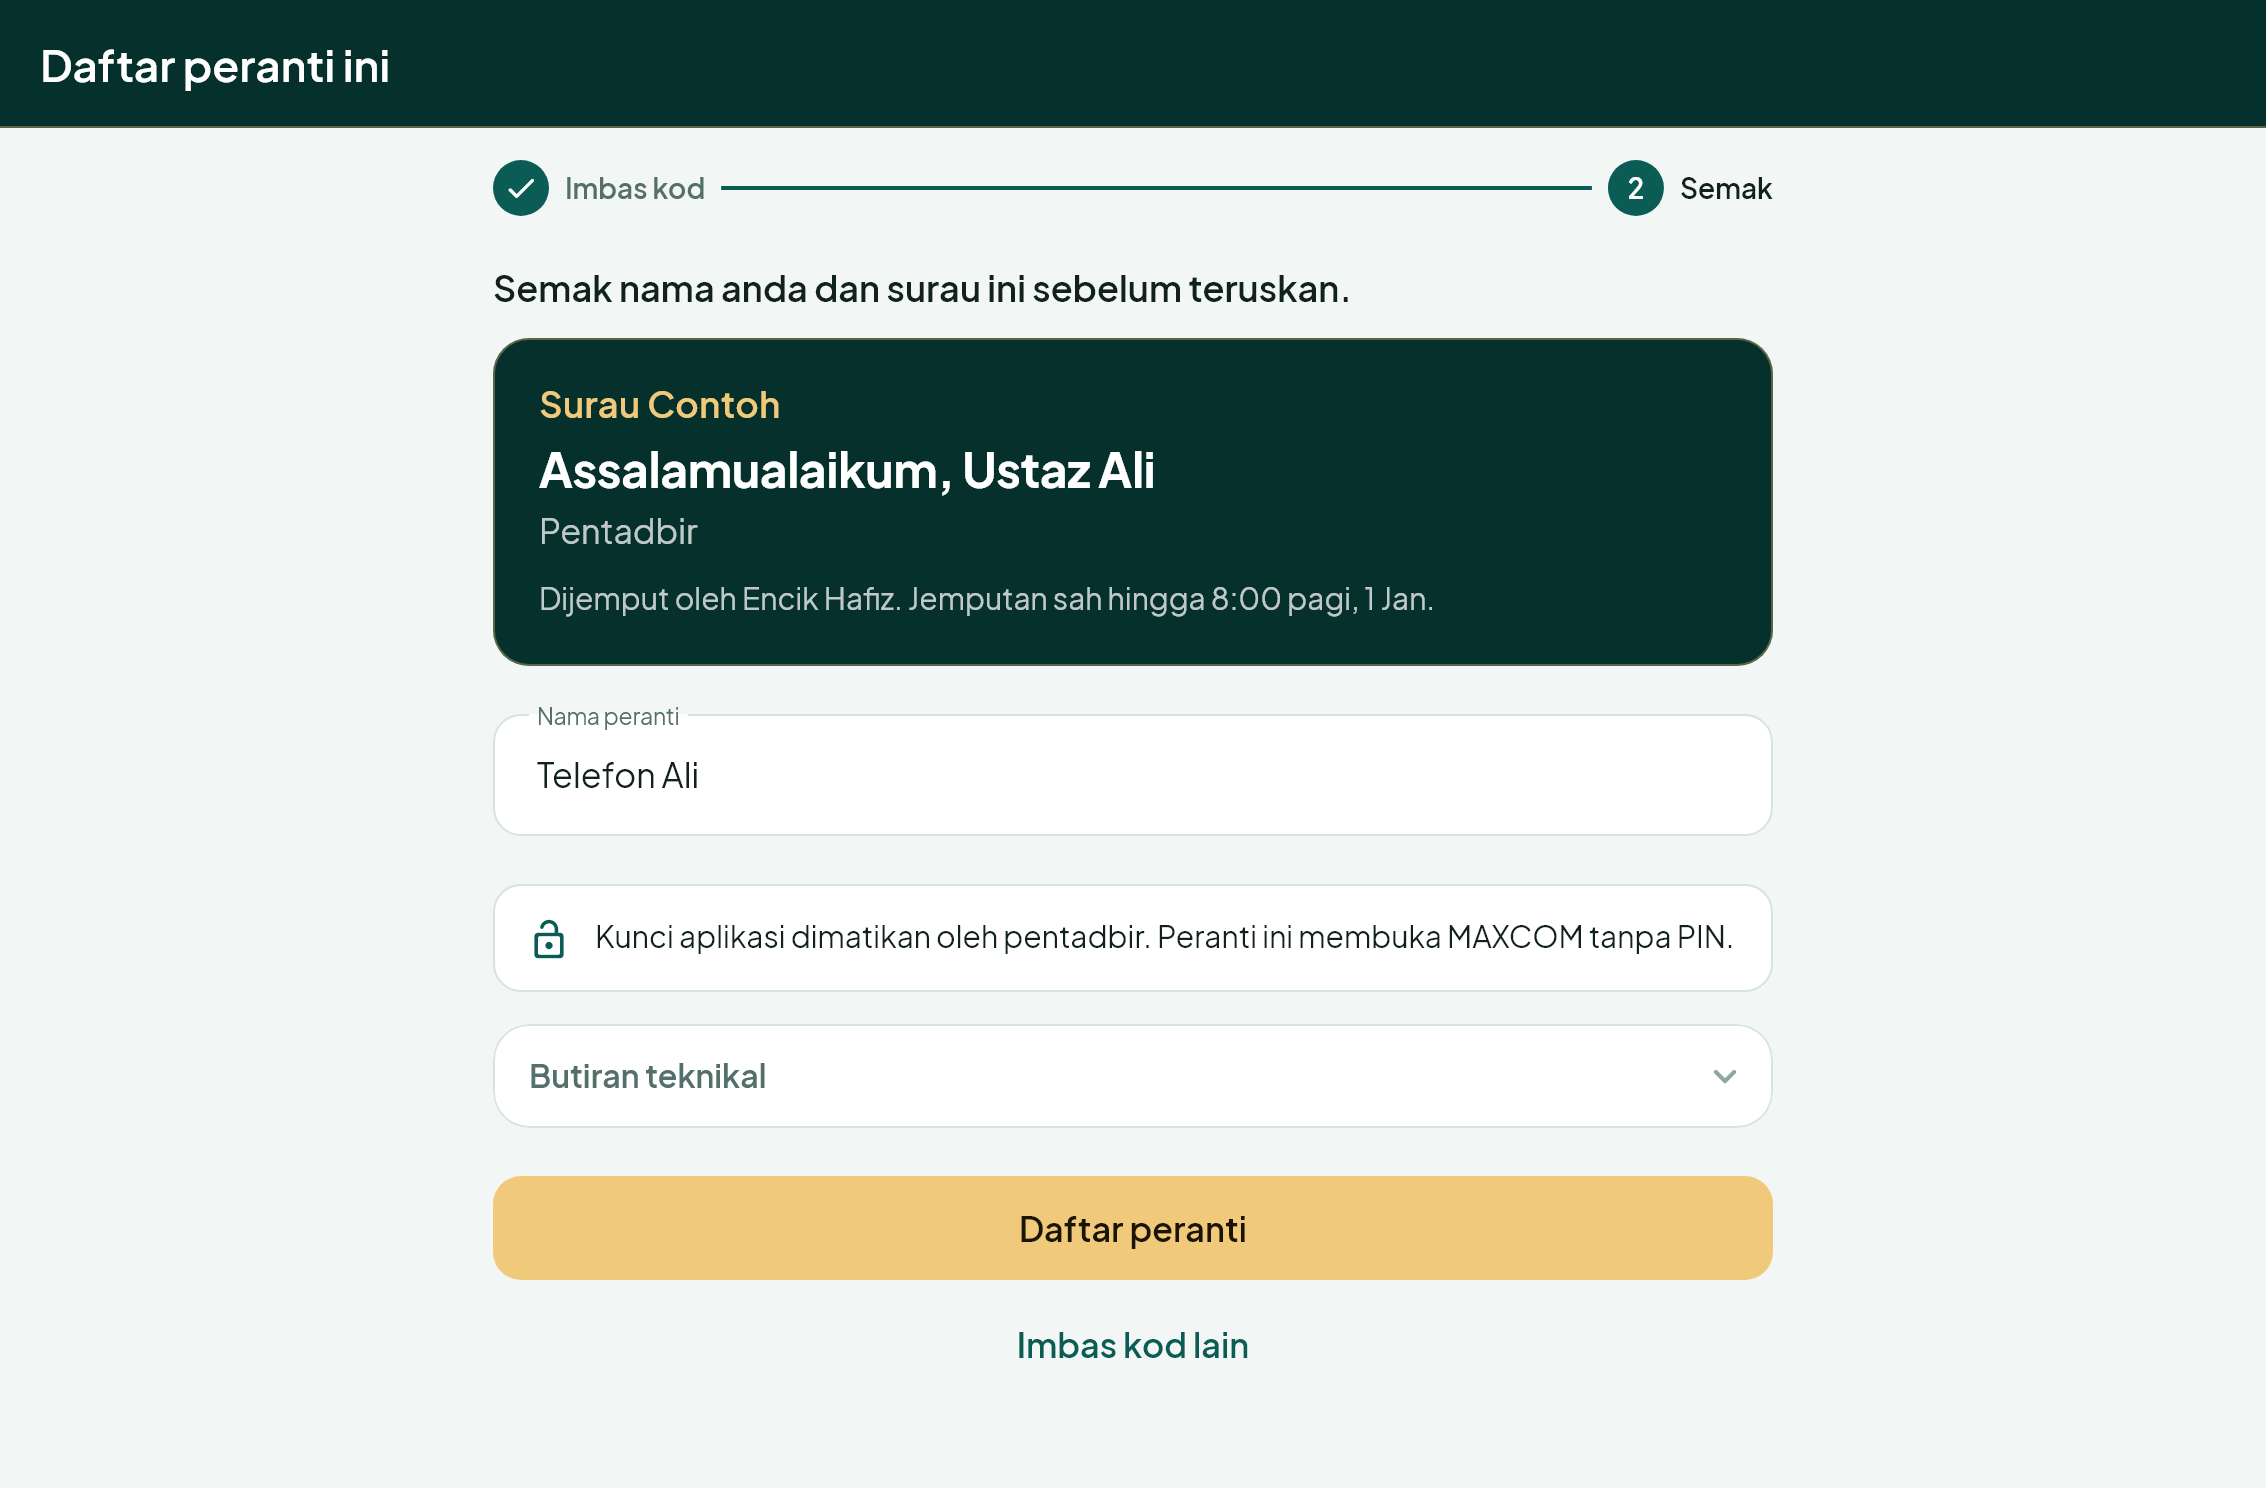 Daftar peranti ini
Imbas kod
2 Semak
Semak nama anda dan surau ini sebelum teruskan.
Surau Contoh
Assalamualaikum, Ustaz Ali
Pentadbir
Dijemput oleh Encik Hafiz. Jemputan sah hingga 8:00 pagi, 1 Jan.
Nama peranti
Telefon Ali
Kunci aplikasi dimatikan oleh pentadbir. Peranti ini membuka MAXCOM tanpa PIN.
Butiran teknikal
Daftar peranti
Imbas kod lain